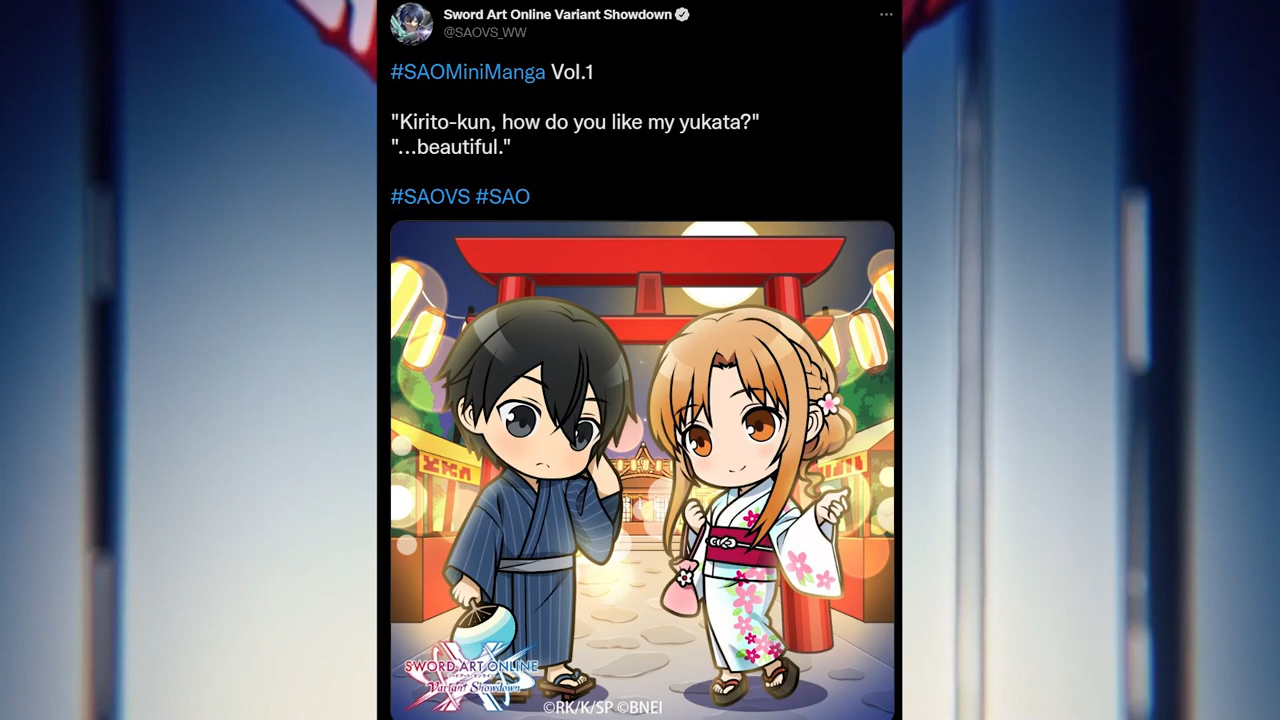 Sword Art Online Variant Showdown
@SAOVS_WW
#SAOMiniManga Vol.1
"Kirito-kun, how do you like my yukata?"
"...beautiful."
#SAOVS #SAO
SWORD ART ONLINE
Variant Showdown
©RK/K/SP ©BNEI